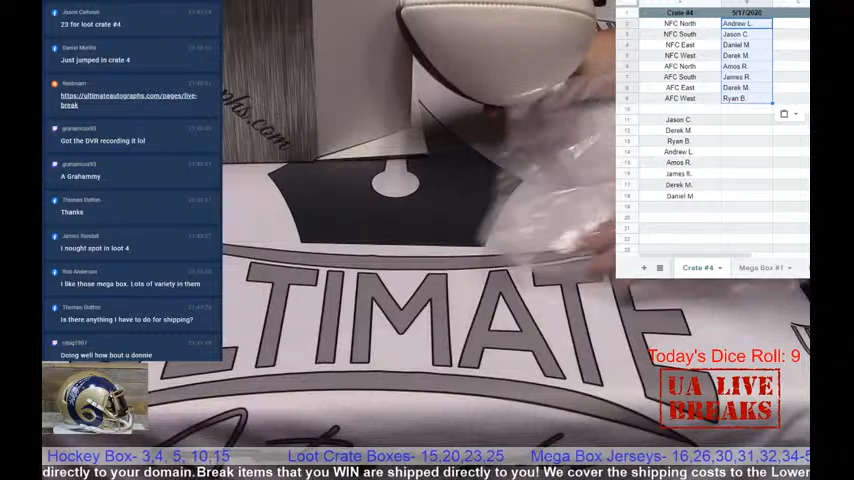 Jason Calhoun
23 for loot crate #4
Daniel Morini
Just jumped in crate 4
Restream
https://ultimateautographs.com/pages/live-
break
grahamcox93
Got the DVR recording it lol
grahamcox93
A Grahammy
Thomas Dutton
Thanks
James Randall
I nought spot in loot 4
Rob Anderson
I like those mega box. Lots of variety in them
Thomas Dutton
Is there anything I have to do for shipping?
rybig1997
Doing well how bout u donnie
phs.com
ULTIMATE
Crate #4 5/17/2020
NFC North Andrew L.
NFC South Jason C.
NFC East Daniel M
NFC West Derek M.
AFC North Amos R.
AFC South James R.
AFC East Derek M.
AFC West Ryan B.
Jason C.
Derek M.
Ryan B.
Andrew L
Amos R.
James R.
Derek M.
Daniel M
Crate #4 Mega Box #1
Today's Dice Roll: 9
UA LIVE
BREAKS
Hockey Box- 3,4, 5, 10,15 Loot Crate Boxes- 15,20,23,25 Mega Box Jerseys- 16,26,30,31,32,34-5
directly to your domain.Break items that you WIN are shipped directly to you! We cover the shipping costs to the Lower